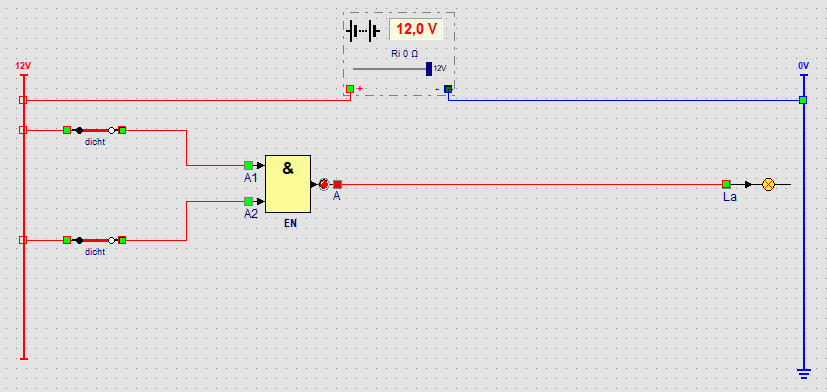 12,0 V
Ri 0 Ω
12V
+ -
12V
0V
dicht
&
A1
A2
A
EN
La
dicht